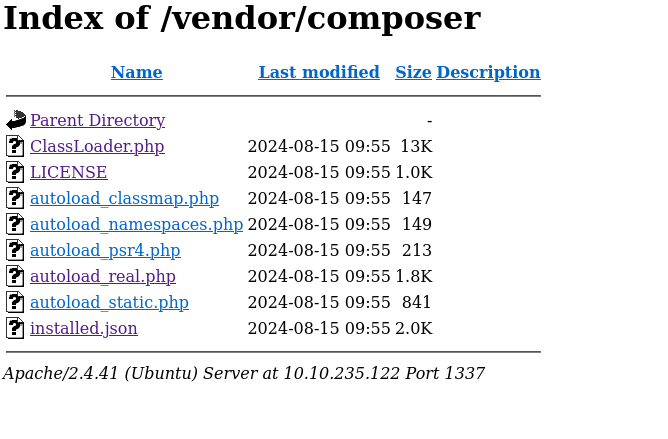 Index of /vendor/composer
Name Last modified Size Description
Parent Directory -
ClassLoader.php 2024-08-15 09:55 13K
LICENSE 2024-08-15 09:55 1.0K
autoload_classmap.php 2024-08-15 09:55 147
autoload_namespaces.php 2024-08-15 09:55 149
autoload_psr4.php 2024-08-15 09:55 213
autoload_real.php 2024-08-15 09:55 1.8K
autoload_static.php 2024-08-15 09:55 841
installed.json 2024-08-15 09:55 2.0K
Apache/2.4.41 (Ubuntu) Server at 10.10.235.122 Port 1337